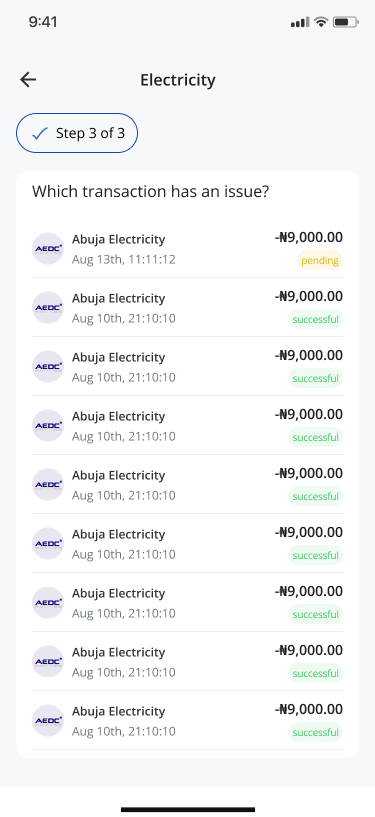 9:41
Electricity
Step 3 of 3
Which transaction has an issue?
AEDC
Abuja Electricity
-₦9,000.00
Aug 13th, 11:11:12
pending
AEDC
Abuja Electricity
-₦9,000.00
Aug 10th, 21:10:10
successful
AEDC
Abuja Electricity
-₦9,000.00
Aug 10th, 21:10:10
successful
AEDC
Abuja Electricity
-₦9,000.00
Aug 10th, 21:10:10
successful
AEDC
Abuja Electricity
-₦9,000.00
Aug 10th, 21:10:10
successful
AEDC
Abuja Electricity
-₦9,000.00
Aug 10th, 21:10:10
successful
AEDC
Abuja Electricity
-₦9,000.00
Aug 10th, 21:10:10
successful
AEDC
Abuja Electricity
-₦9,000.00
Aug 10th, 21:10:10
successful
AEDC
Abuja Electricity
-₦9,000.00
Aug 10th, 21:10:10
successful